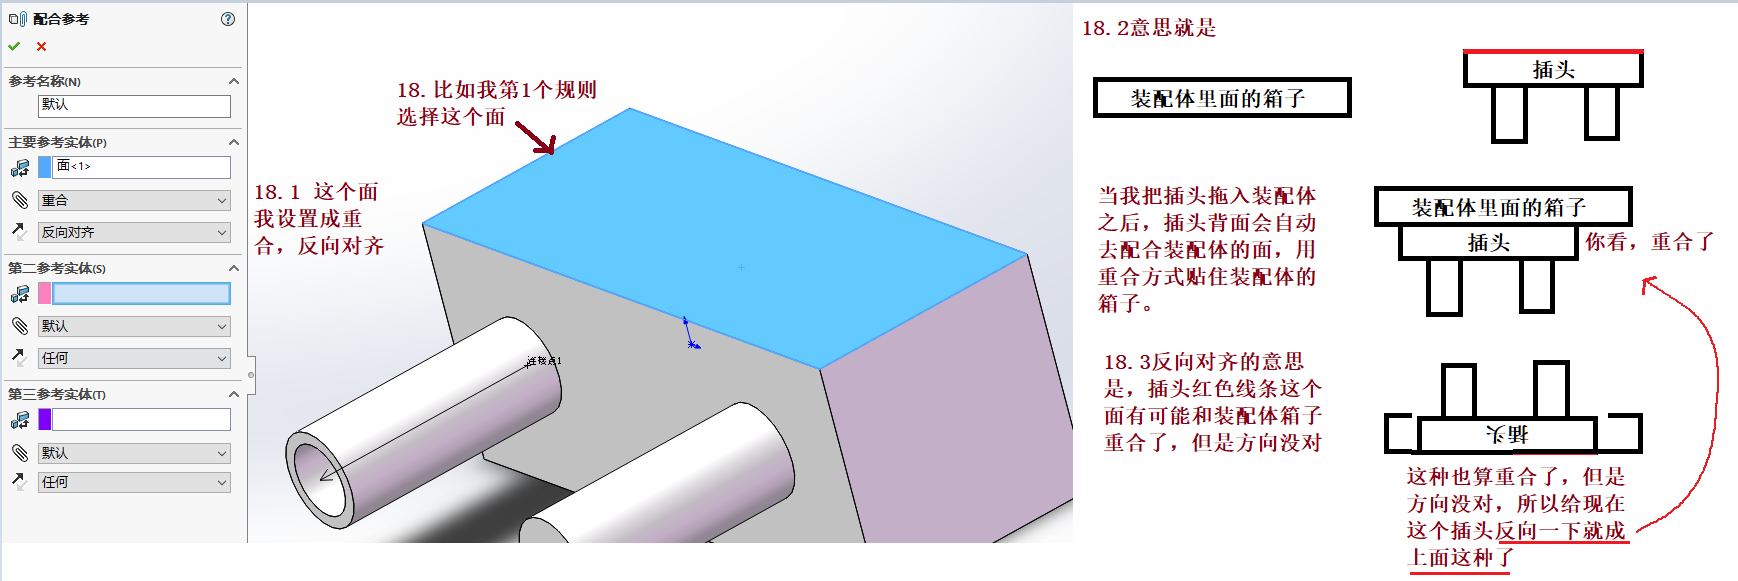 配合参考
参考名称(N)
默认
主要参考实体(P)
面<1>
重合
反向对齐
第二参考实体(S)
默认
任何
第三参考实体(T)
默认
任何
18.比如我第1个规则
选择这个面
18.1 这个面
我设置成重
合，反向对齐
连接点1
18.2意思就是
装配体里面的箱子
插头
当我把插头拖入装配体
之后，插头背面会自动
去配合装配体的面，用
重合方式贴住装配体的
箱子。
装配体里面的箱子
插头
你看，重合了
18.3反向对齐的意思
是，插头红色线条这个
面有可能和装配体箱子
重合了，但是方向没对
插头
这种也算重合了，但是
方向没对，所以给现在
这个插头反向一下就成
上面这种了